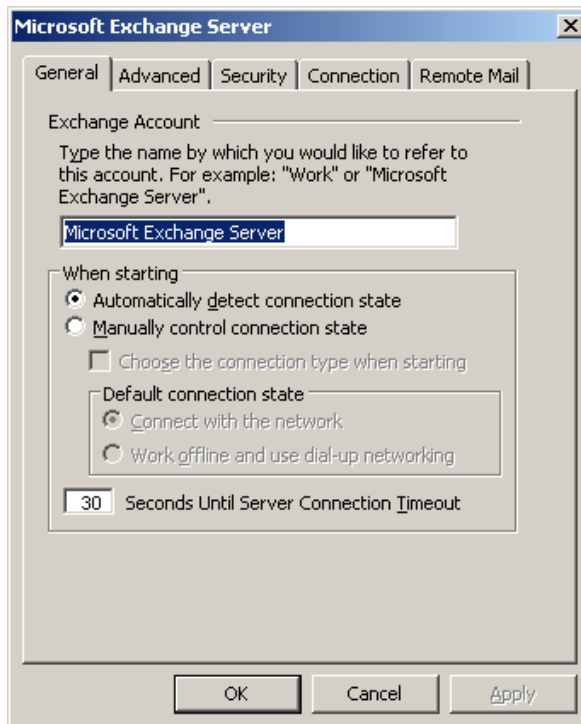 Microsoft Exchange Server
General Advanced Security Connection Remote Mail
Exchange Account
Type the name by which you would like to refer to
this account. For example: "Work" or "Microsoft
Exchange Server".
Microsoft Exchange Server
When starting
Automatically detect connection state
Manually control connection state
Choose the connection type when starting
Default connection state
Connect with the network
Work offline and use dial-up networking
30 Seconds Until Server Connection Timeout
OK Cancel Apply